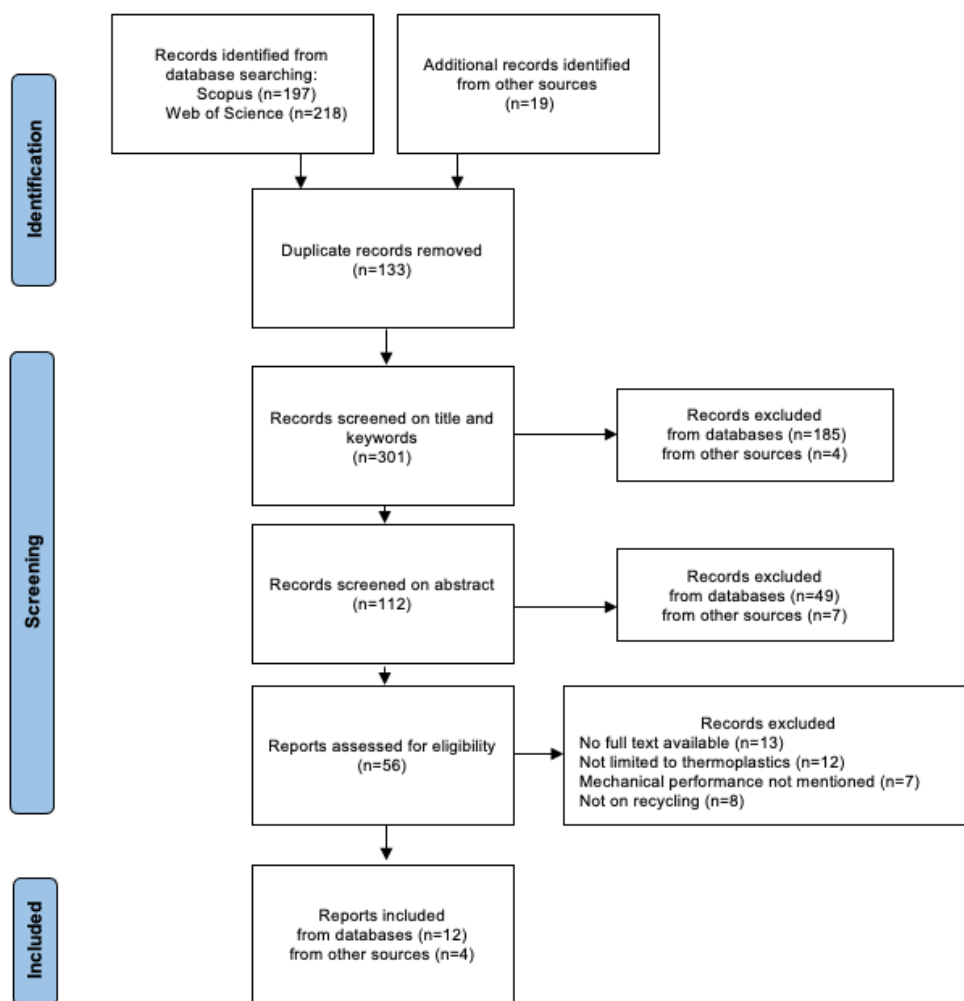 Records identified from
database searching:
Scopus (n=197)
Web of Science (n=218)
Additional records identified
from other sources
(n=19)
Identification
Duplicate records removed
(n=133)
Screening
Records screened on title and
keywords
(n=301)
Records excluded
from databases (n=185)
from other sources (n=4)
Records screened on abstract
(n=112)
Records excluded
from databases (n=49)
from other sources (n=7)
Reports assessed for eligibility
(n=56)
Records excluded
No full text available (n=13)
Not limited to thermoplastics (n=12)
Mechanical performance not mentioned (n=7)
Not on recycling (n=8)
Included
Reports included
from databases (n=12)
from other sources (n=4)